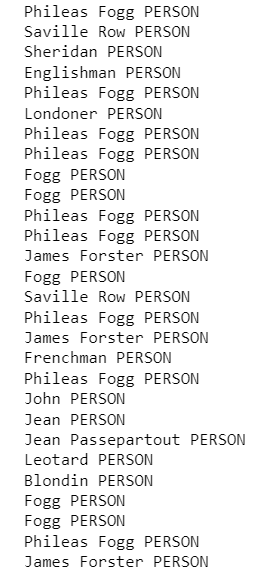 Phileas Fogg PERSON
Saville Row PERSON
Sheridan PERSON
Englishman PERSON
Phileas Fogg PERSON
Londoner PERSON
Phileas Fogg PERSON
Phileas Fogg PERSON
Fogg PERSON
Fogg PERSON
Phileas Fogg PERSON
Phileas Fogg PERSON
James Forster PERSON
Fogg PERSON
Saville Row PERSON
Phileas Fogg PERSON
James Forster PERSON
Frenchman PERSON
Phileas Fogg PERSON
John PERSON
Jean PERSON
Jean Passepartout PERSON
Leotard PERSON
Blondin PERSON
Fogg PERSON
Fogg PERSON
Phileas Fogg PERSON
James Forster PERSON